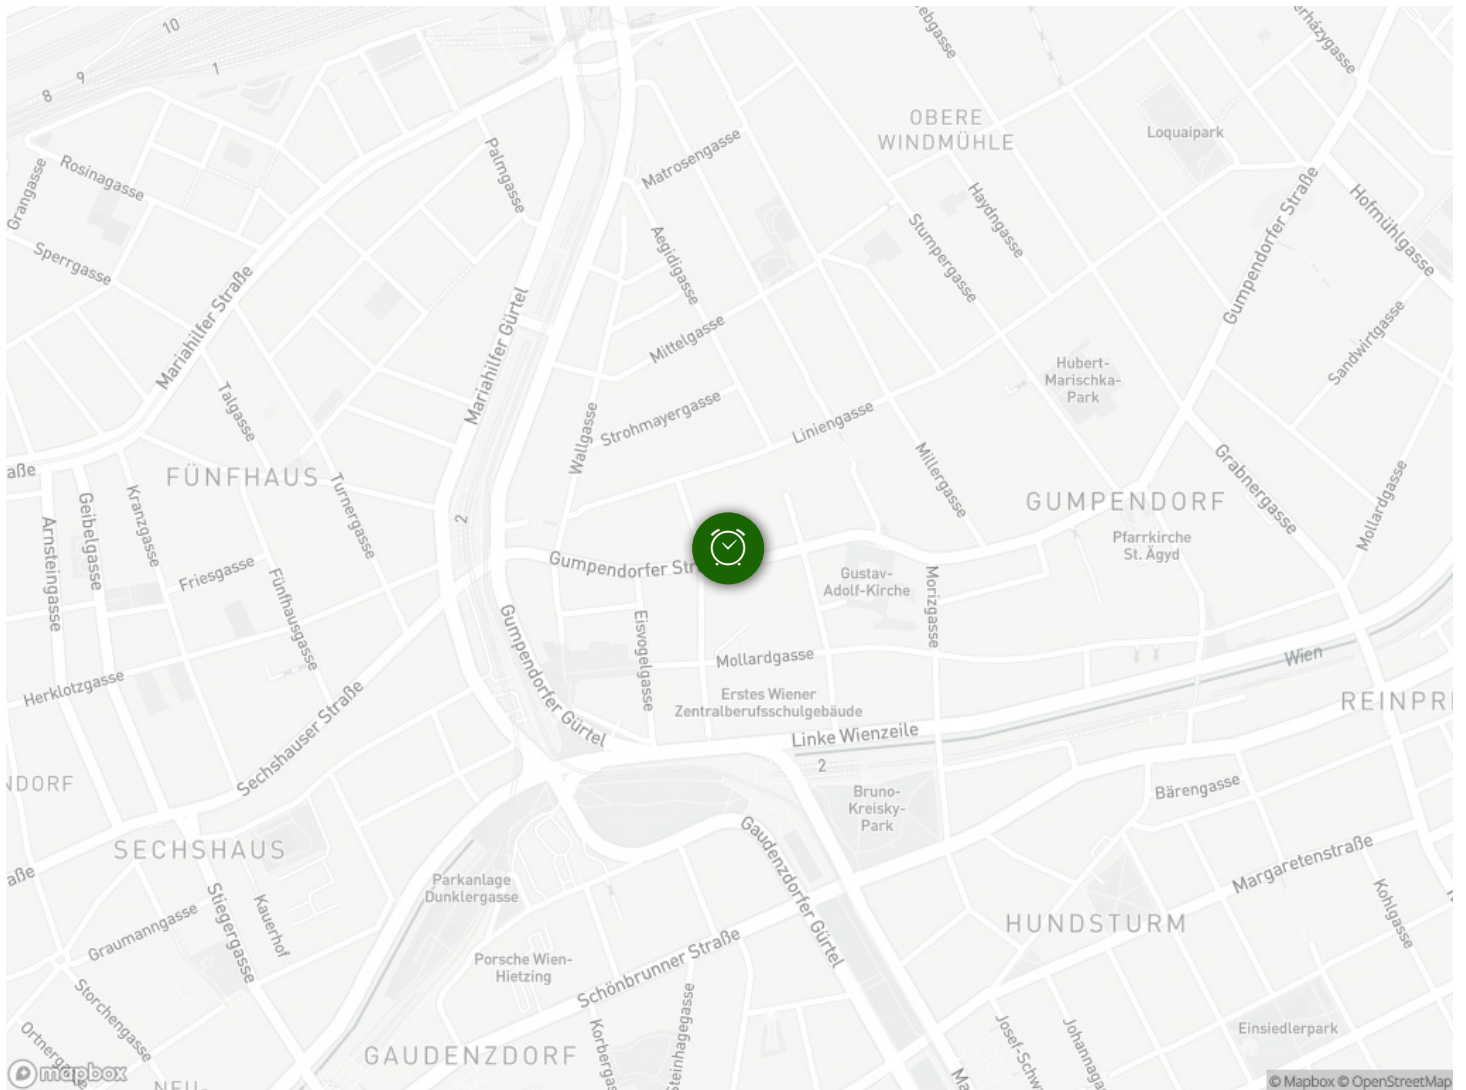 10
9
8
1
Rosinagasse
Grangasse
Sperrgasse
Mariahilfer Straße
Palmgasse
Mariahilfer Gürtel
Matrosengasse
Aegidigasse
Mittelgasse
Strohmayergasse
Wallgasse
Liniengasse
OBERE
WINDMÜHLE
Haydngasse
Stumpergasse
Loquaipark
Gumpendorfer Straße
Hofmühlgasse
Sandwirtgasse
Hubert-
Marischka-
Park
Millergasse
Grabnergasse
Mollardgasse
GUMPENDORF
Pfarrkirche
St. Ägyd
aße
FÜNFHAUS
Talgasse
Turnergasse
Geibelgasse
Kranzgasse
Arnsteingasse
Friesgasse
Fünfhausgasse
2
Gumpendorfer Str
Gustav-
Adolf-Kirche
Morizgasse
Eisvogelgasse
Gumpendorfer Gürtel
Mollardgasse
Erstes Wiener
Zentralberufsschulgebäude
Linke Wienzeile
2
Wien
REINPR
Herklotzgasse
Sechshauser Straße
NDORF
SECHSHAUS
aße
Stiegergasse
Kauerhof
Graumanngasse
Storchengasse
Bruno-
Kreisky-
Park
Bärengasse
Margaretenstraße
Kohlgasse
Gaudenzdorfer Gürtel
Parkanlage
Dunklergasse
Porsche Wien-
Hietzing
Schönbrunner Straße
HUNDSTURM
Einsiedlerpark
GAUDENZDORF
mapbox
© Mapbox © OpenStreetMap